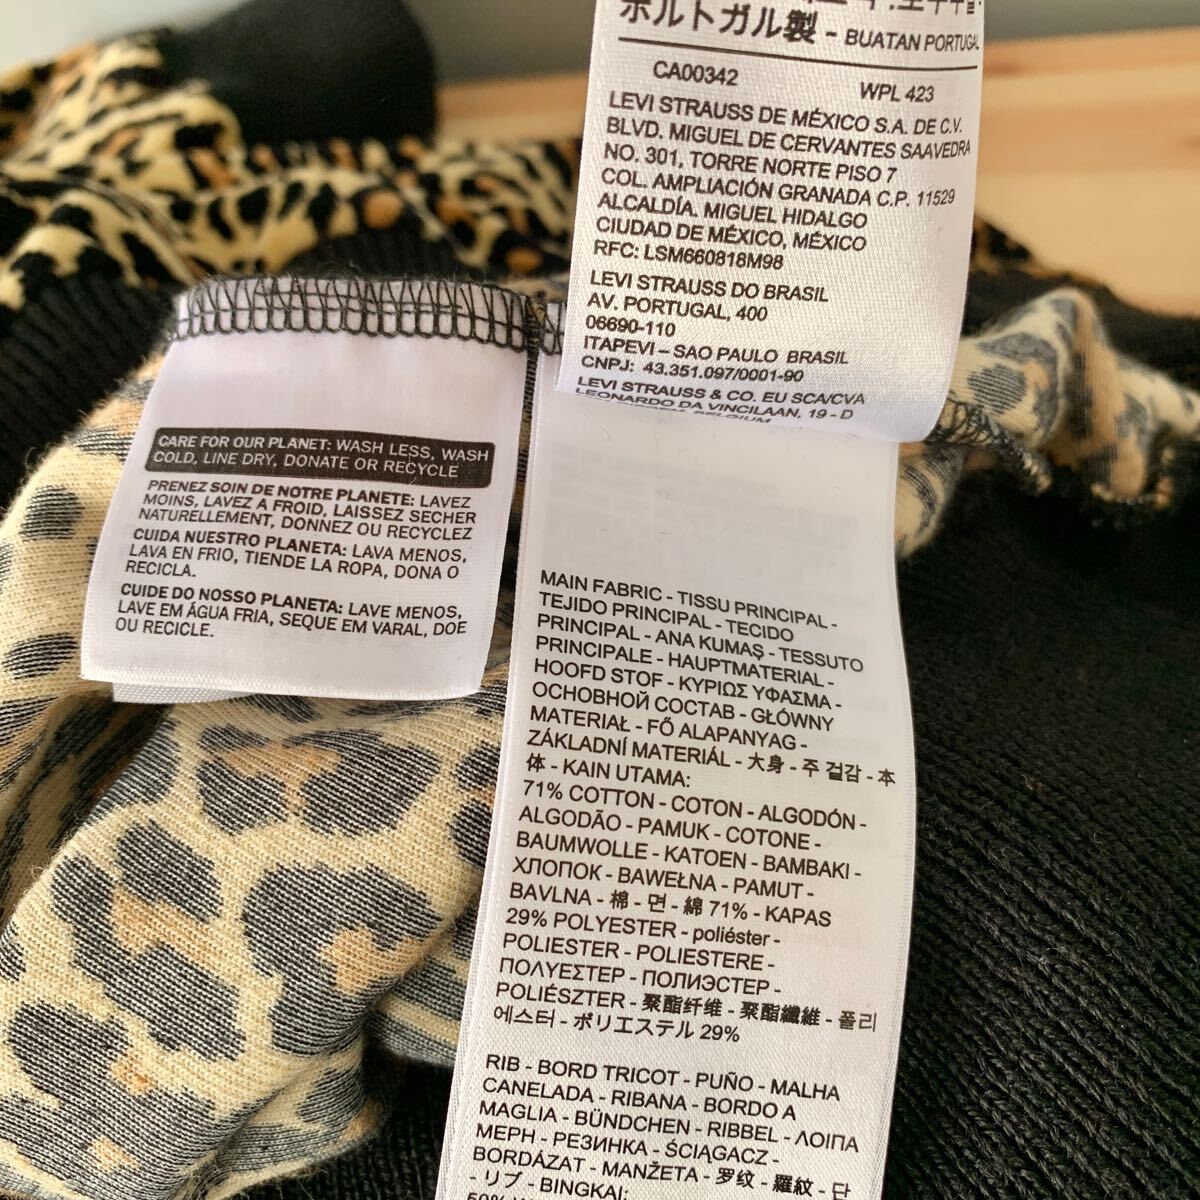 ポルトガル製 - BUATAN PORTUGAL
CA00342 WPL 423
LEVI STRAUSS DE MÉXICO S.A. DE C.V.
BLVD. MIGUEL DE CERVANTES SAAVEDRA
NO. 301, TORRE NORTE PISO 7
COL. AMPLIACIÓN GRANADA C.P. 11529
ALCALDÍA. MIGUEL HIDALGO
CIUDAD DE MÉXICO, MÉXICO
RFC: LSM660818M98
LEVI STRAUSS DO BRASIL
AV. PORTUGAL, 400
06690-110
ITAPEVI – SAO PAULO BRASIL
CNPJ: 43.351.097/0001-90
LEVI STRAUSS & CO. EU SCA/CVA
LEONARDO DA VINCILAAN, 19 - D
BELGIUM
CARE FOR OUR PLANET: WASH LESS, WASH
COLD, LINE DRY, DONATE OR RECYCLE
PRENEZ SOIN DE NOTRE PLANETE: LAVEZ
MOINS, LAVEZ A FROID, LAISSEZ SECHER
NATURELLEMENT, DONNEZ OU RECYCLEZ
CUIDA NUESTRO PLANETA: LAVA MENOS,
LAVA EN FRIO, TIENDE LA ROPA, DONA O
RECICLA.
CUIDE DO NOSSO PLANETA: LAVE MENOS,
LAVE EM ÁGUA FRIA, SEQUE EM VARAL, DOE
OU RECICLE.
MAIN FABRIC - TISSU PRINCIPAL -
TEJIDO PRINCIPAL - TECIDO
PRINCIPAL - ANA KUMAŞ - TESSUTO
PRINCIPALE - HAUPTMATERIAL -
HOOFD STOF - ΚΥΡΙΩΣ ΥΦΑΣΜΑ -
ОСНОВНОЙ СОСТАВ - GŁÓWNY
MATERIAŁ - FŐ ALAPANYAG -
ZÁKLADNÍ MATERIÁL - 大身 - 주 걸감 - 本
体 - KAIN UTAMA:
71% COTTON - COTON - ALGODÓN -
ALGODÃO - PAMUK - COTONE -
BAUMWOLLE - KATOEN - BAMBAKI -
ХЛОПОК - BAWEŁNA - PAMUT -
BAVLNA - 棉 - 면 - 綿 71% - KAPAS
29% POLYESTER - poliéster -
POLIESTER - POLIESTERE -
ΠΟΛΥΕΣΤΕΡ - ПОЛИЭСТЕР -
POLIÉSZTER - 聚酯纤维 - 聚酯纖維 - 폴리
에스터 - ポリエステル 29%
RIB - BORD TRICOT - PUÑO - MALHA
CANELADA - RIBANA - BORDO A
MAGLIA - BÜNDCHEN - RIBBEL - ΛΟΙΠΑ
ΜΕΡΗ - РЕЗИНКА - ŚCIĄGACZ -
BORDÁZAT - MANŽETA - 罗纹 - 羅紋 - 단
- リブ - BINGKAI:
50%